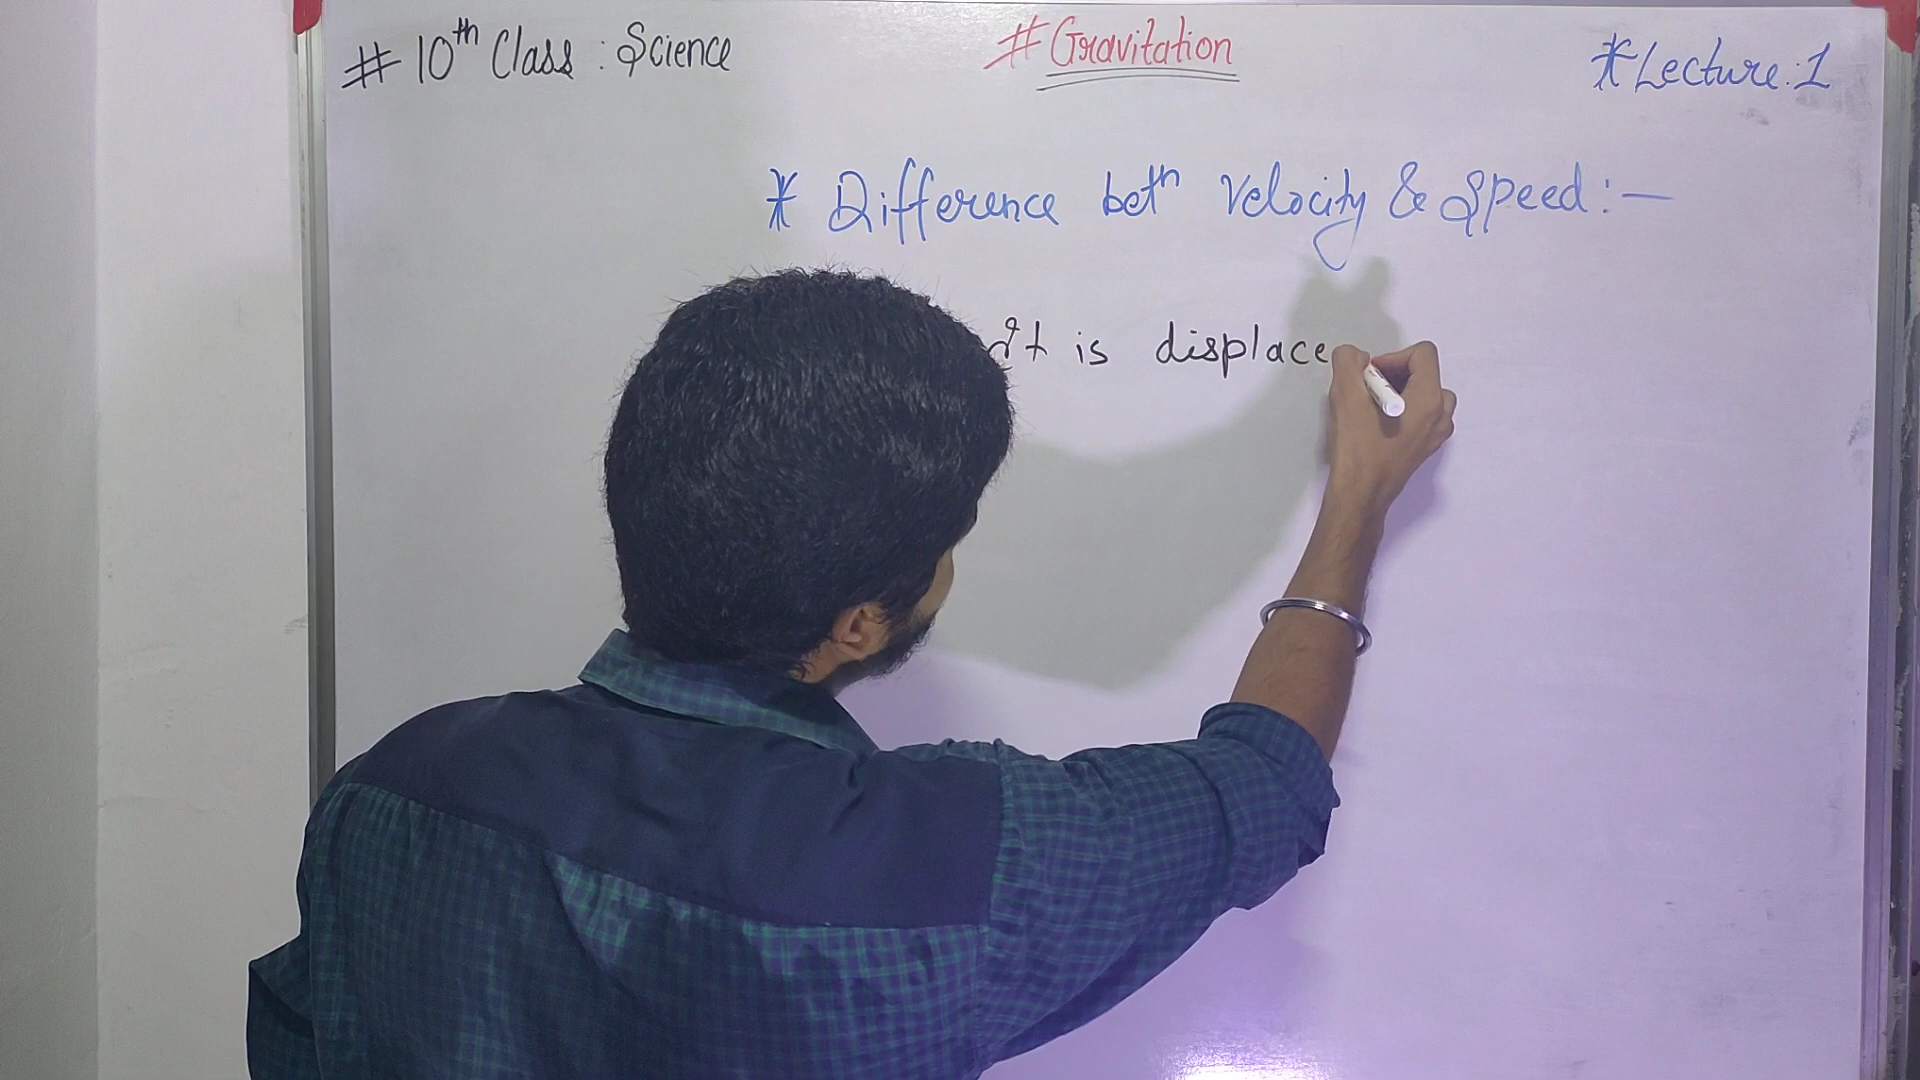 # 10th Class : Science
# Gravitation
* Lecture : 1
* Difference betn Velocity & Speed : —
It is displace